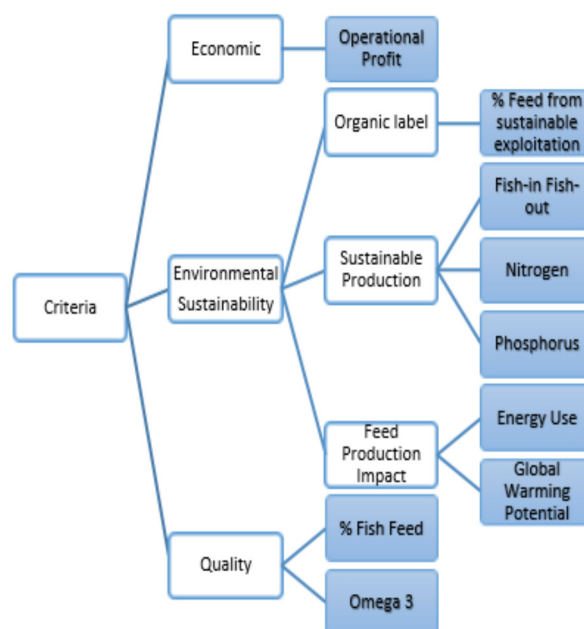 Economic
Operational
Profit
Organic label
% Feed from
sustainable
exploitation
Fish-in Fish-
out
Environmental
Sustainability
Sustainable
Production
Nitrogen
Criteria
Phosphorus
Feed
Production
Impact
Energy Use
Global
Warming
Potential
Quality
% Fish Feed
Omega 3